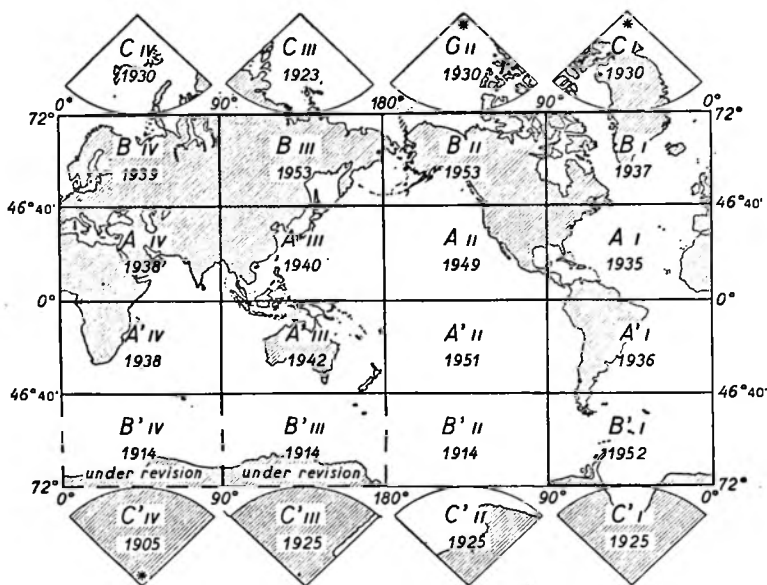 C IV C III G II C I
1930 1923 1930 1930
0° 90° 180° 90° 0°
72° 72°
B IV B III B II B I
1939 1953 1953 1937
46°40' 46°40'
A IV A III A II A I
1938 1940 1949 1935
0° 0°
A' IV A' III A' II A' I
1938 1942 1951 1936
46°40' 46°40'
B' IV B' III B' II B' I
1914 1914 1914 1952
under revision under revision
72° 72°
0° 90° 180° 90° 0°
C' IV C' III C' II C' I
1905 1925 1925 1925